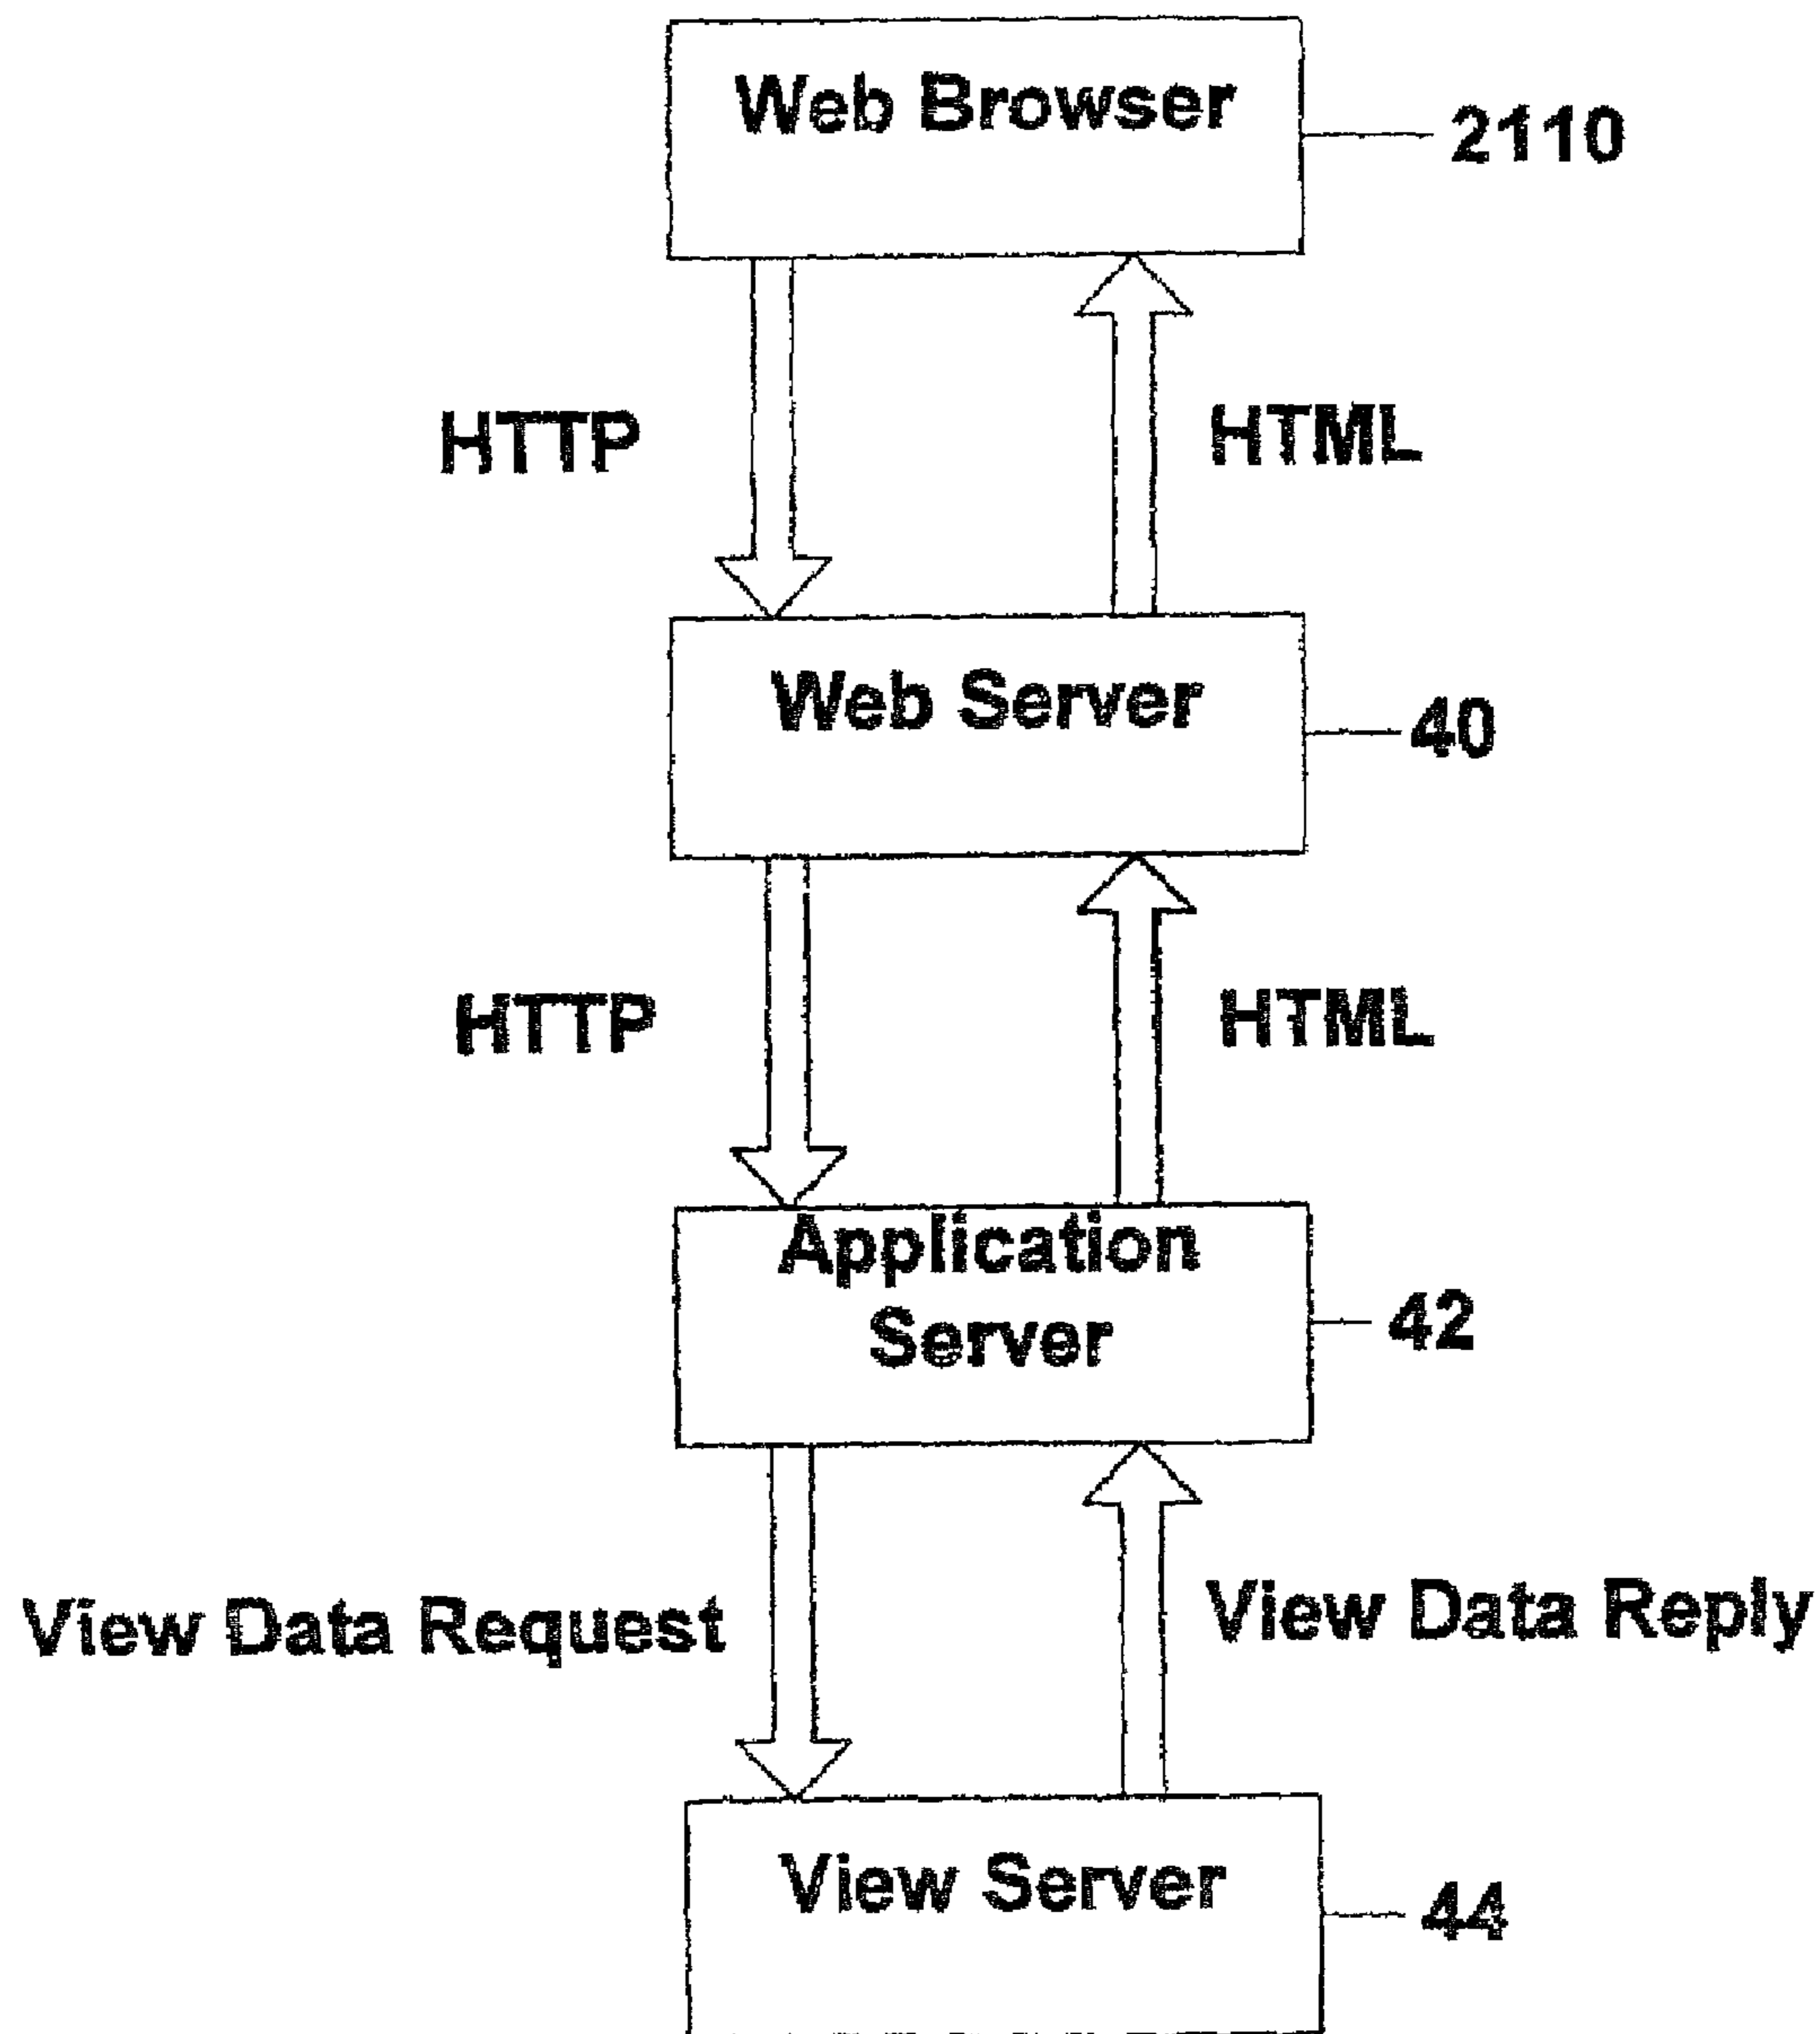 Web Browser
2110
HTTP
HTML
Web Server
40
HTTP
HTML
Application
Server
42
View Data Request
View Data Reply
View Server
44